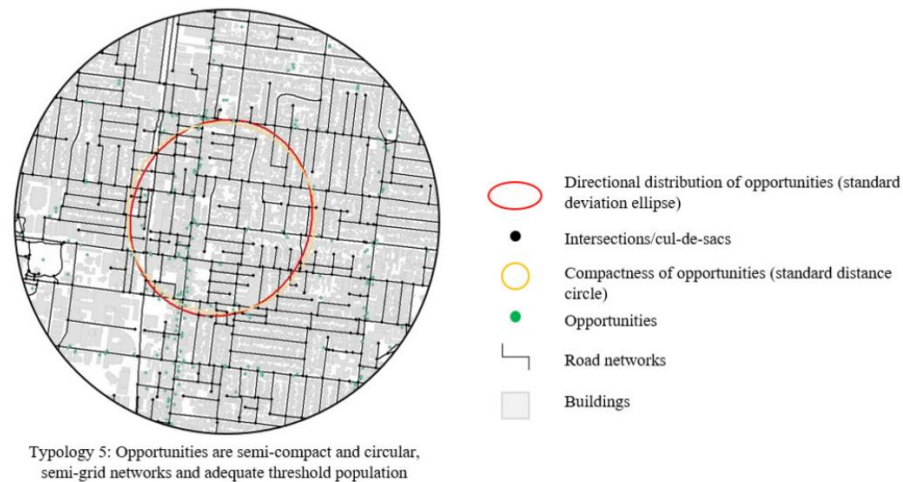 Directional distribution of opportunities (standard
deviation ellipse)
Intersections/cul-de-sacs
Compactness of opportunities (standard distance
circle)
Opportunities
Road networks
Buildings
Typology 5: Opportunities are semi-compact and circular,
semi-grid networks and adequate threshold population